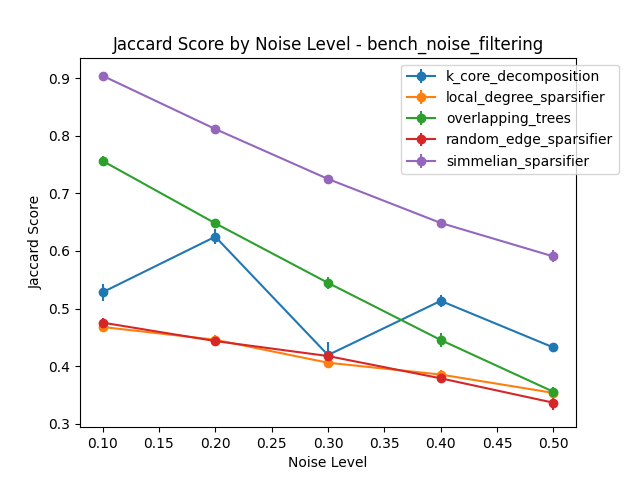 Jaccard Score by Noise Level - bench_noise_filtering
k_core_decomposition
local_degree_sparsifier
overlapping_trees
random_edge_sparsifier
simmelian_sparsifier
Jaccard Score
0.9
0.8
0.7
0.6
0.5
0.4
0.3
0.10 0.15 0.20 0.25 0.30 0.35 0.40 0.45 0.50
Noise Level